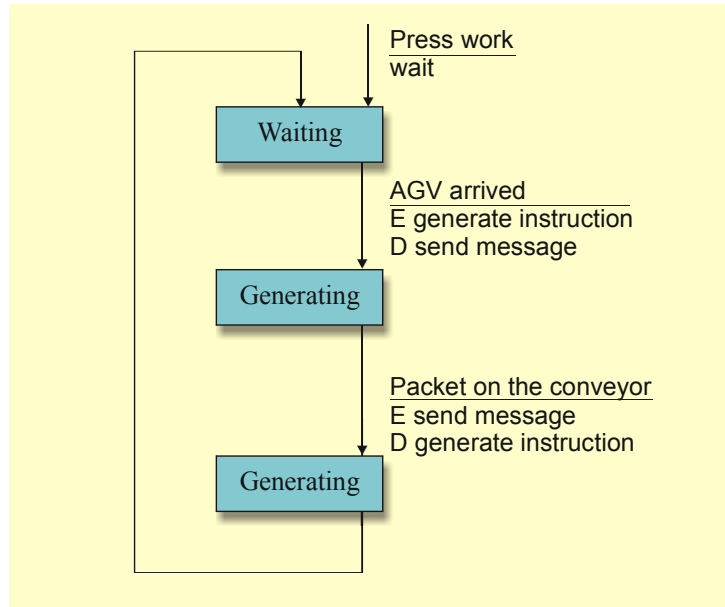 Press work
wait
Waiting
AGV arrived
E generate instruction
D send message
Generating
Packet on the conveyor
E send message
D generate instruction
Generating